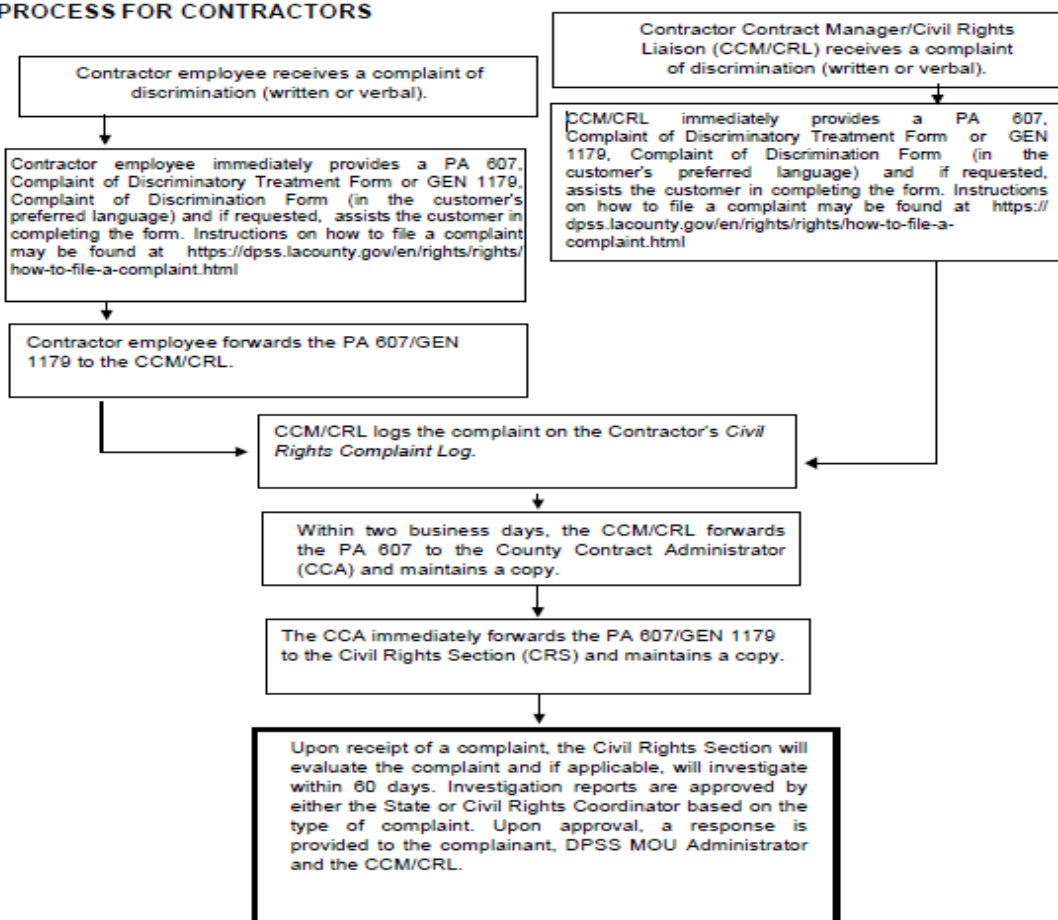 PROCESS FOR CONTRACTORS
Contractor employee receives a complaint of
discrimination (written or verbal).
Contractor employee immediately provides a PA 607,
Complaint of Discriminatory Treatment Form or GEN 1179,
Complaint of Discrimination Form (in the customer's
preferred language) and if requested, assists the customer in
completing the form. Instructions on how to file a complaint
may be found at https://dpss.lacounty.gov/en/rights/rights/
how-to-file-a-complaint.html
Contractor employee forwards the PA 607/GEN
1179 to the CCM/CRL.
Contractor Contract Manager/Civil Rights
Liaison (CCM/CRL) receives a complaint
of discrimination (written or verbal).
CCM/CRL immediately provides a PA 607,
Complaint of Discriminatory Treatment Form or GEN
1179, Complaint of Discrimination Form (in the
customer's preferred language) and if requested,
assists the customer in completing the form. Instructions
on how to file a complaint may be found at https://
dpss.lacounty.gov/en/rights/rights/how-to-file-a-
complaint.html
CCM/CRL logs the complaint on the Contractor's Civil
Rights Complaint Log.
Within two business days, the CCM/CRL forwards
the PA 607 to the County Contract Administrator
(CCA) and maintains a copy.
The CCA immediately forwards the PA 607/GEN 1179
to the Civil Rights Section (CRS) and maintains a copy.
Upon receipt of a complaint, the Civil Rights Section will
evaluate the complaint and if applicable, will investigate
within 60 days. Investigation reports are approved by
either the State or Civil Rights Coordinator based on the
type of complaint. Upon approval, a response is
provided to the complainant, DPSS MOU Administrator
and the CCM/CRL.